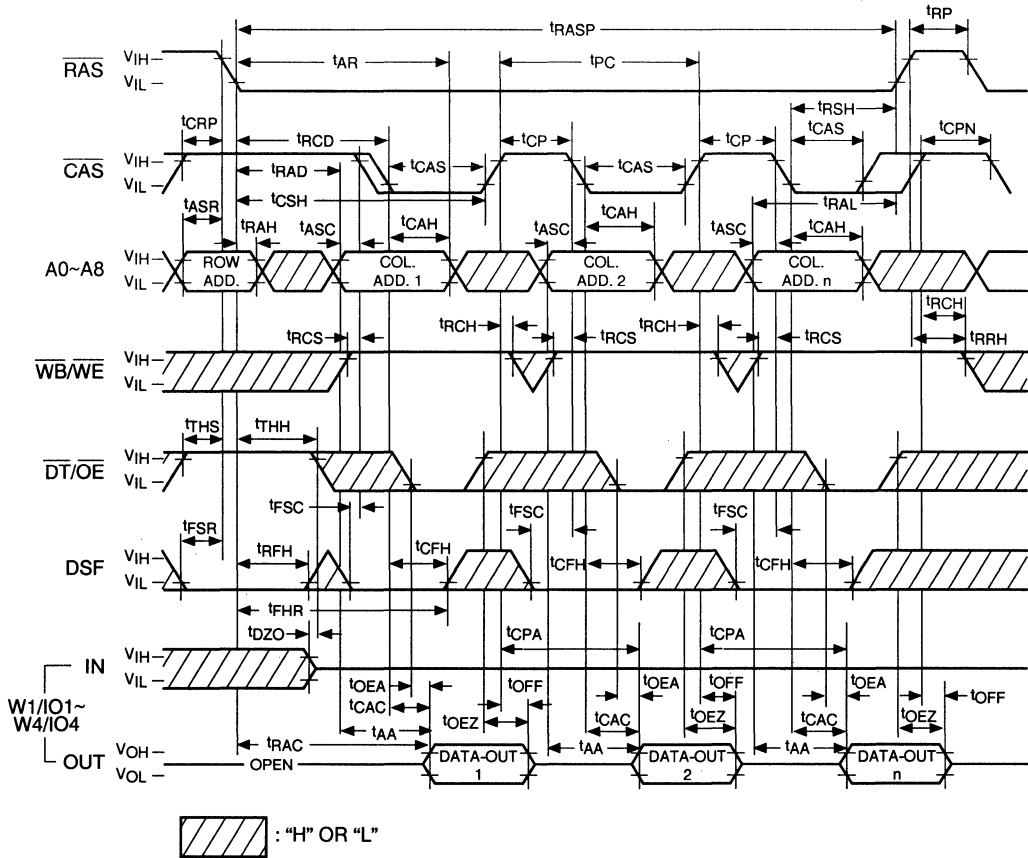 tRASP tRP
RAS VIH VIL tAR tPC
tRSH
tCRP tRCD tCP tCP tCAS tCPN
CAS VIH VIL tRAD tCAS tCAS
tCSH tRAL
tASR tRAH tASC tCAH tASC tCAH tASC tCAH
A0~A8 VIH VIL ROW ADD. COL. ADD. 1 COL. ADD. 2 COL. ADD. n
tRCH
tRCS tRCH tRCS tRCH tRCS tRRH
WB/WE VIH VIL
tTHS tTHH
DT/OE VIH VIL
tFSC tFSC tFSC
tFSR
DSF VIH VIL tRFH tCFH tCFH tCFH
tFHR
tDZO tCPA tCPA
IN VIH VIL
W1/IO1~ W4/IO4
tOEA tOFF tOEA tOFF tOEA tOFF
tCAC tOEZ tCAC tOEZ tCAC tOEZ
tAA tAA tAA
tRAC
OUT VOH VOL OPEN DATA-OUT 1 DATA-OUT 2 DATA-OUT n
: "H" OR "L"